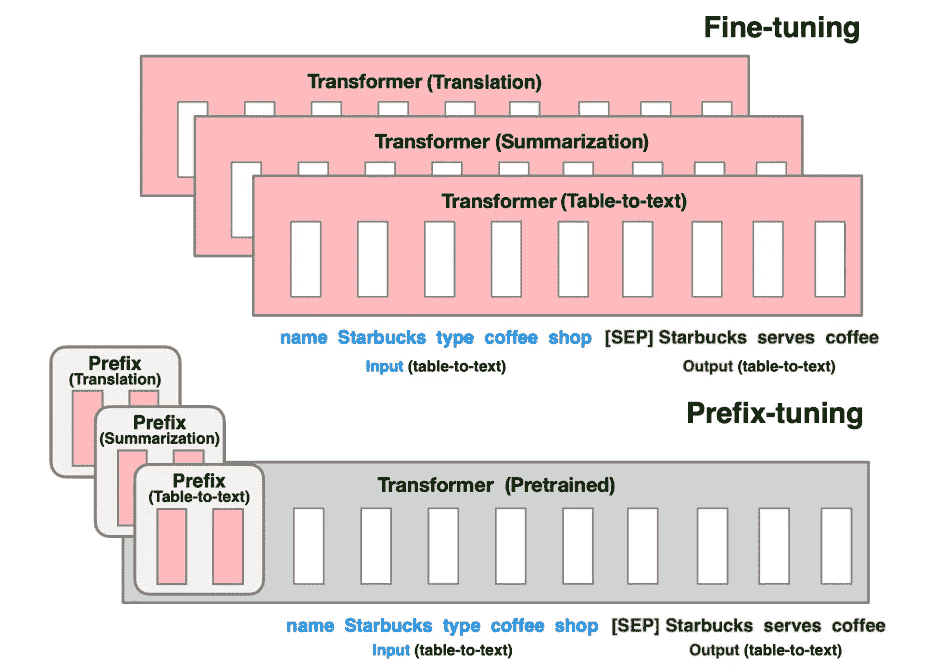 Fine-tuning
Transformer (Translation)
Transformer (Summarization)
Transformer (Table-to-text)
name Starbucks type coffee shop [SEP] Starbucks serves coffee
Input (table-to-text) Output (table-to-text)
Prefix-tuning
Prefix
(Translation)
Prefix
(Summarization)
Prefix
(Table-to-text)
Transformer (Pretrained)
name Starbucks type coffee shop [SEP] Starbucks serves coffee
Input (table-to-text) Output (table-to-text)